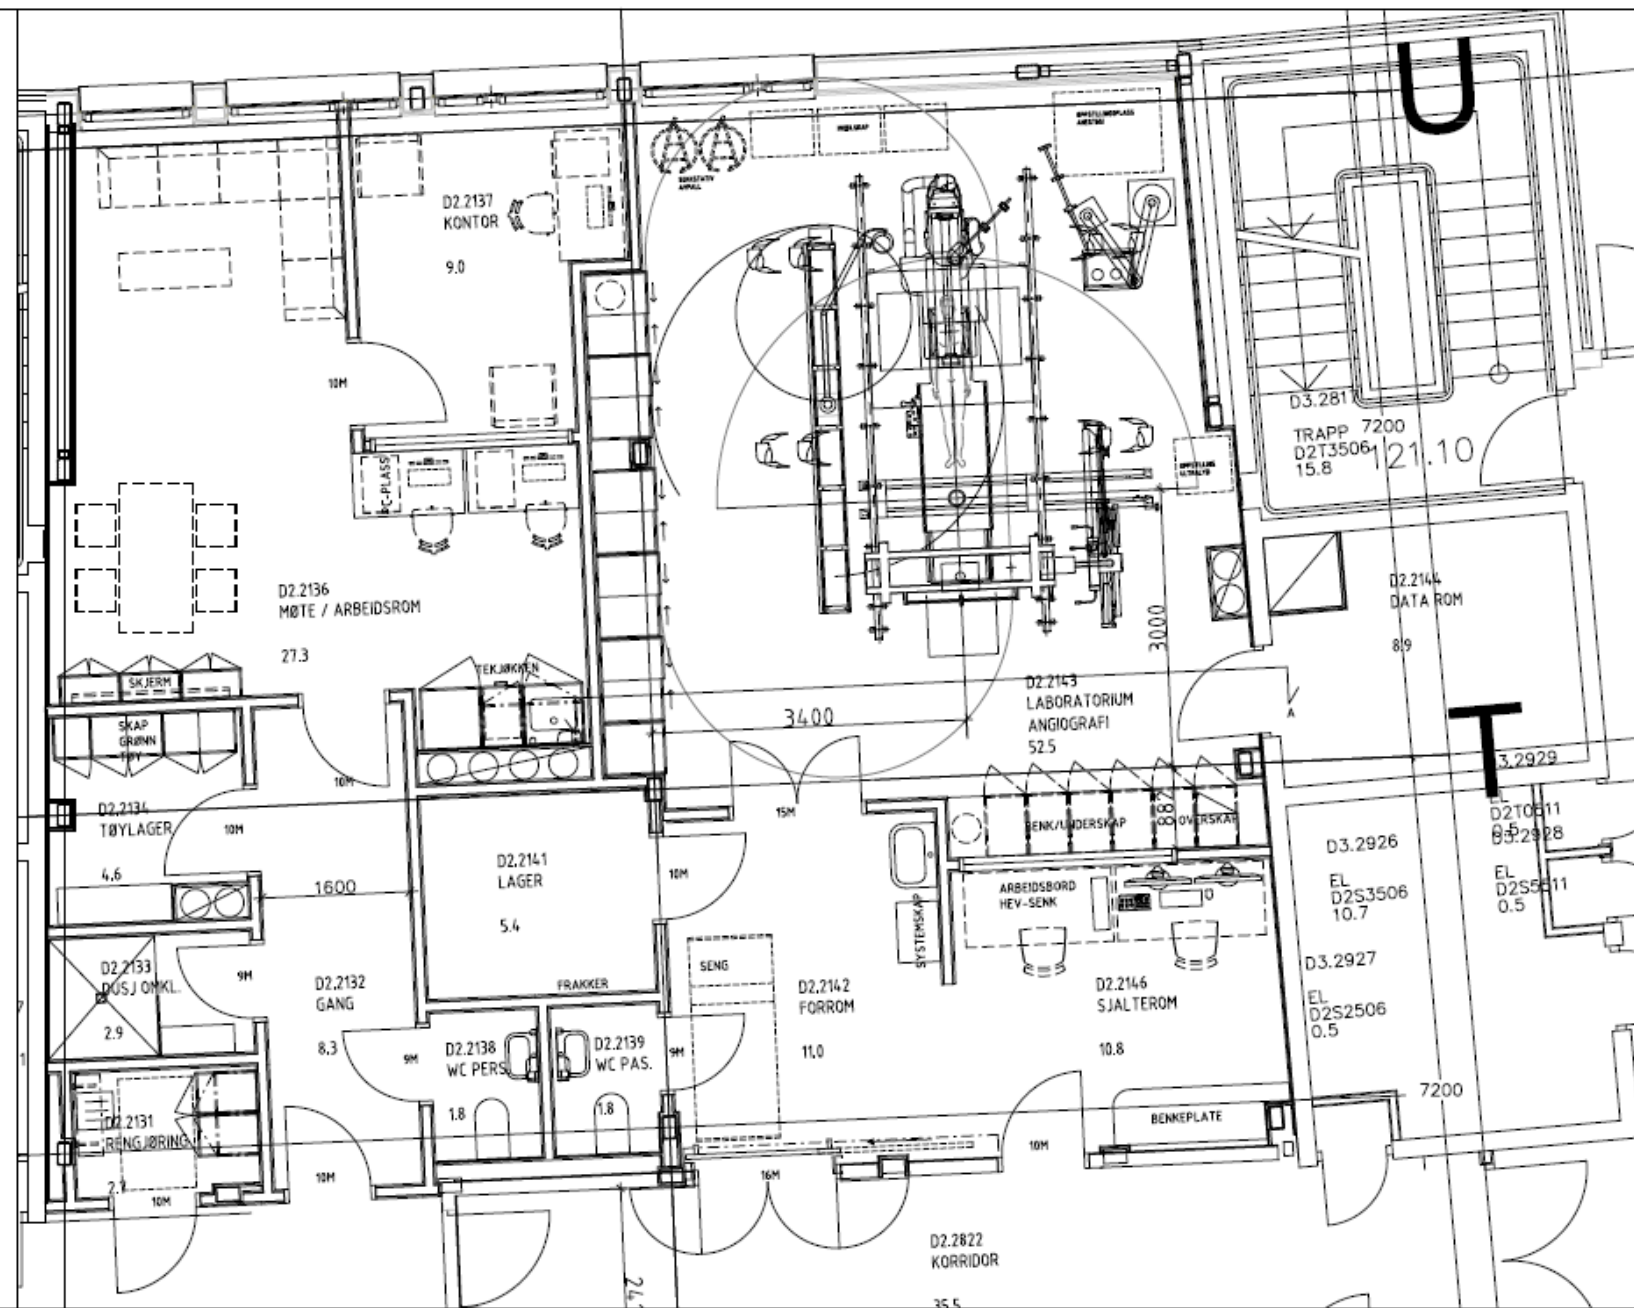 U
D2.2137
KONTOR
9.0
10M
PC-PLASS
D2.2136
MØTE / ARBEIDSROM
27.3
SKJERM
TEKJØKKEN
SKAP
GRØNN
TØY
10M
D2.2134
TØYLAGER
4.6
10M
1600
D2.2133
DUSJ OMKL.
2.9
9M
D2.2132
GANG
8.3
D2.2131
RENGJØRING
10M
10M
D2.2141
LAGER
5.4
10M
FRAKKER
D2.2138
WC PERS
1.8
9M
D2.2139
WC PAS.
1.8
9M
3400
3000
D2.2143
LABORATORIUM
ANGIOGRAFI
52.5
A
15M
BENK/UNDERSKAP
OVERSKAP
ARBEIDSBORD
HEV-SENK
SYSTEMSKAP
SENG
D2.2142
FORROM
11.0
D2.2146
SJALTEROM
10.8
BENKEPLATE
10M
16M
D2.2822
KORRIDOR
35.5
D3.2817
TRAPP
7200
D2T3506
15.8
121.10
D2.2144
DATA ROM
8.9
T
D2T0611
0.5
D3.2928
EL
D2S5611
0.5
D3.2926
EL
D2S3506
10.7
D3.2927
EL
D2S2506
0.5
7200